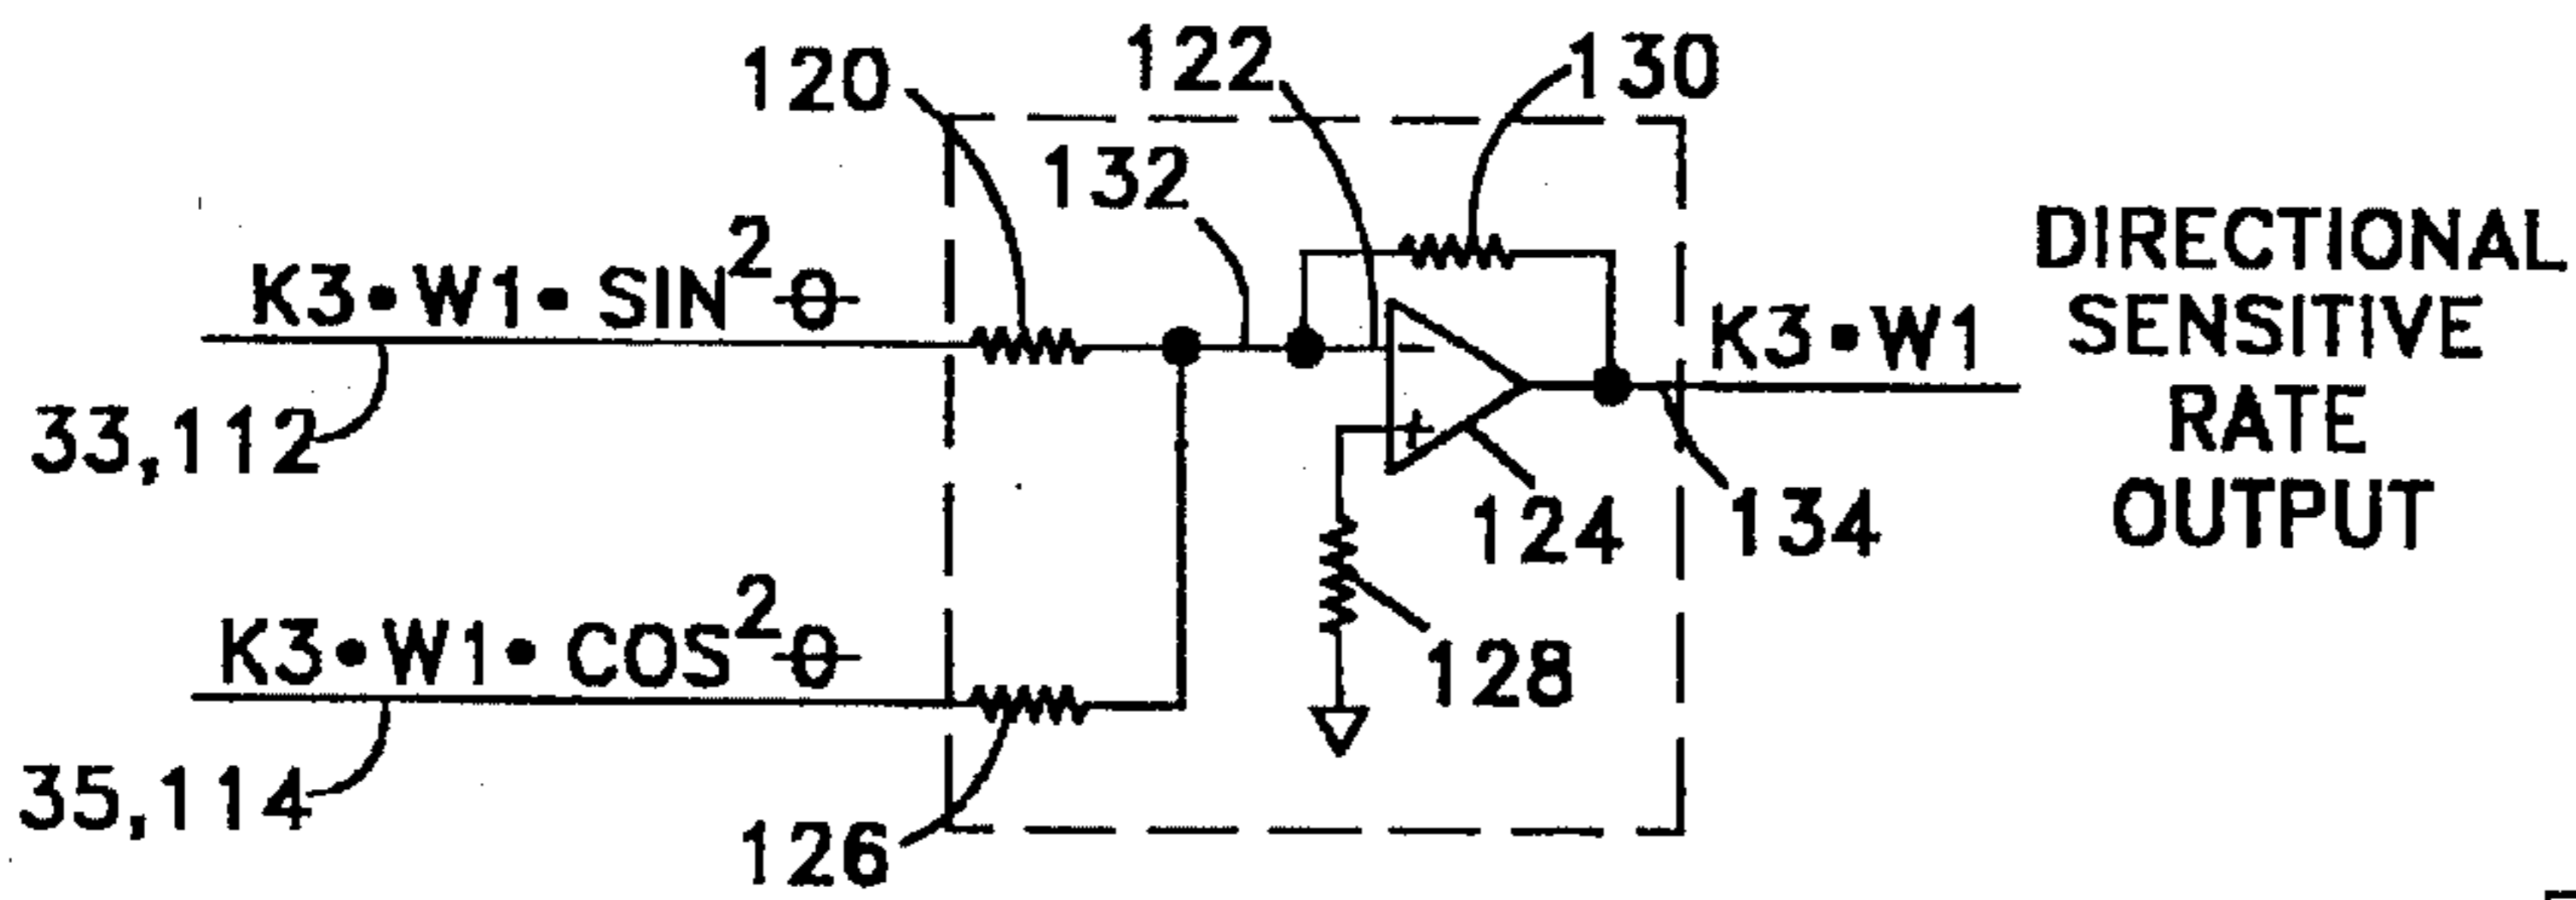 120
122
130
132
K3•W1•SIN²θ
33,112
K3•W1
DIRECTIONAL
SENSITIVE
RATE
OUTPUT
124
134
128
K3•W1•COS²θ
35,114
126
−
+